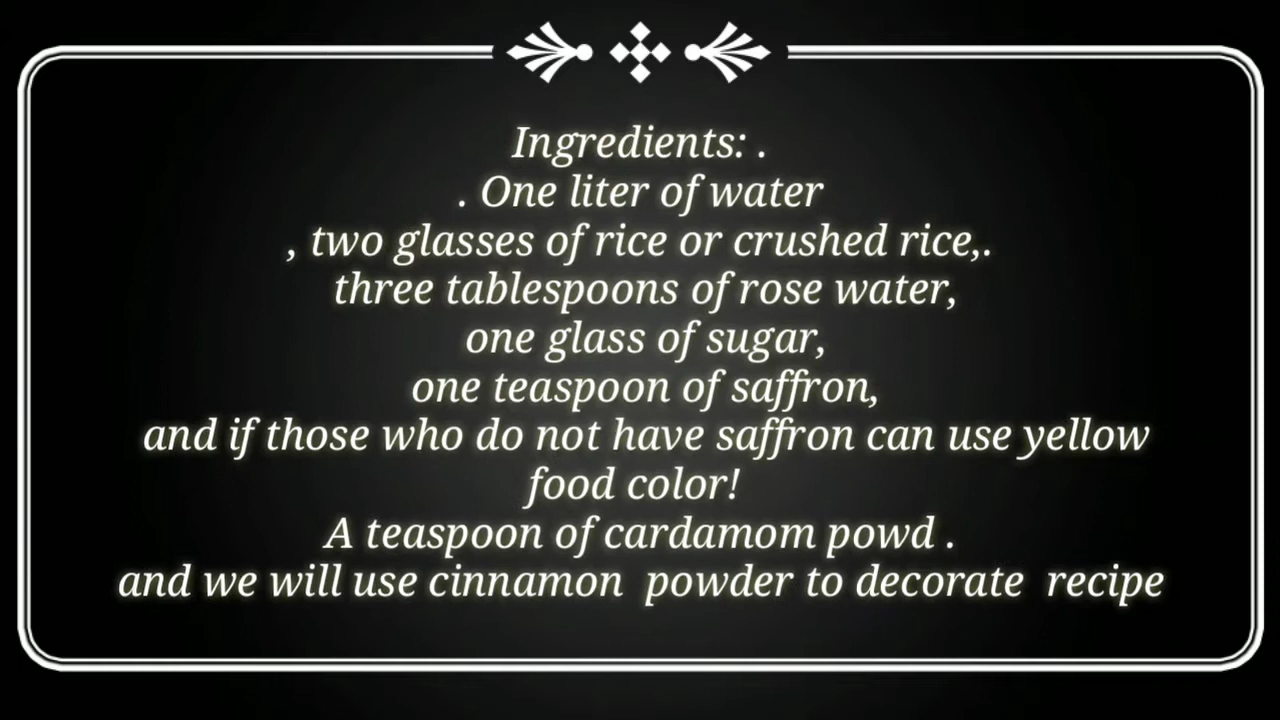 Ingredients: .
. One liter of water
, two glasses of rice or crushed rice,.
three tablespoons of rose water,
one glass of sugar,
one teaspoon of saffron,
and if those who do not have saffron can use yellow
food color!
A teaspoon of cardamom powd .
and we will use cinnamon  powder to decorate  recipe